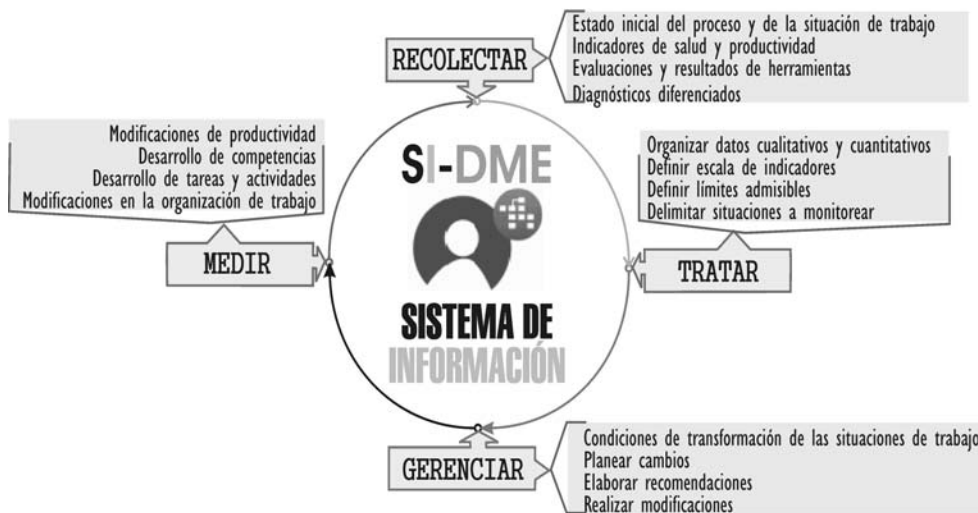 RECOLECTAR
Estado inicial del proceso y de la situación de trabajo
Indicadores de salud y productividad
Evaluaciones y resultados de herramientas
Diagnósticos diferenciados
Modificaciones de productividad
Desarrollo de competencias
Desarrollo de tareas y actividades
Modificaciones en la organización de trabajo
MEDIR
SI-DME
SISTEMA DE
INFORMACIÓN
Organizar datos cualitativos y cuantitativos
Definir escala de indicadores
Definir límites admisibles
Delimitar situaciones a monitorear
TRATAR
GERENCIAR
Condiciones de transformación de las situaciones de trabajo
Planear cambios
Elaborar recomendaciones
Realizar modificaciones